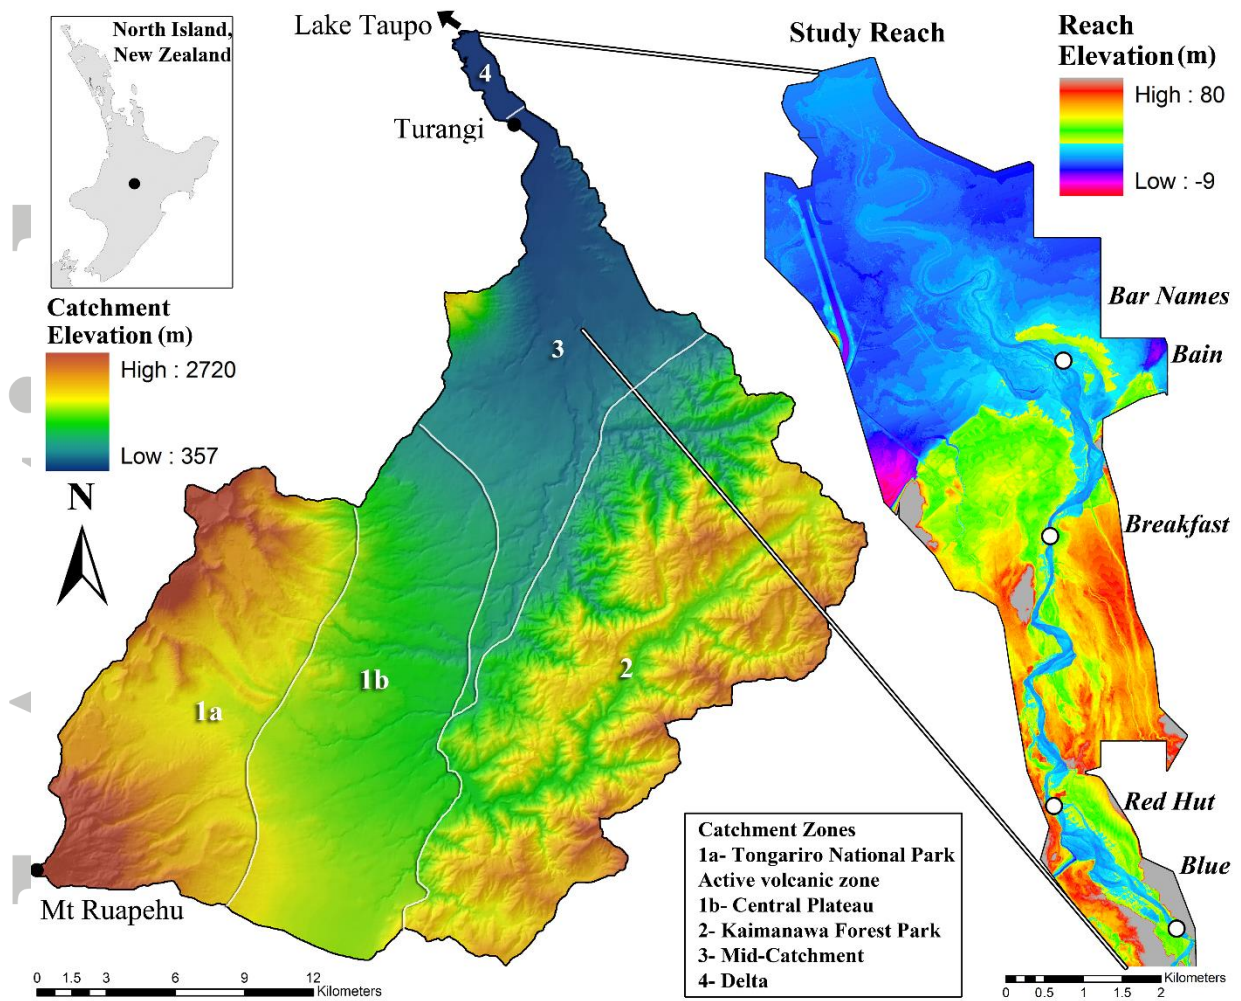 North Island,
New Zealand
Lake Taupo
4
Turangi
Study Reach
Reach
Elevation (m)
High : 80
Low : -9
Catchment
Elevation (m)
High : 2720
Low : 357
N
3
1b
1a
2
Mt Ruapehu
Bar Names
Bain
Breakfast
Red Hut
Blue
Catchment Zones
1a- Tongariro National Park
Active volcanic zone
1b- Central Plateau
2- Kaimanawa Forest Park
3- Mid-Catchment
4- Delta
0 1.5 3 6 9 12
Kilometers
Kilometers
0 0.5 1 2